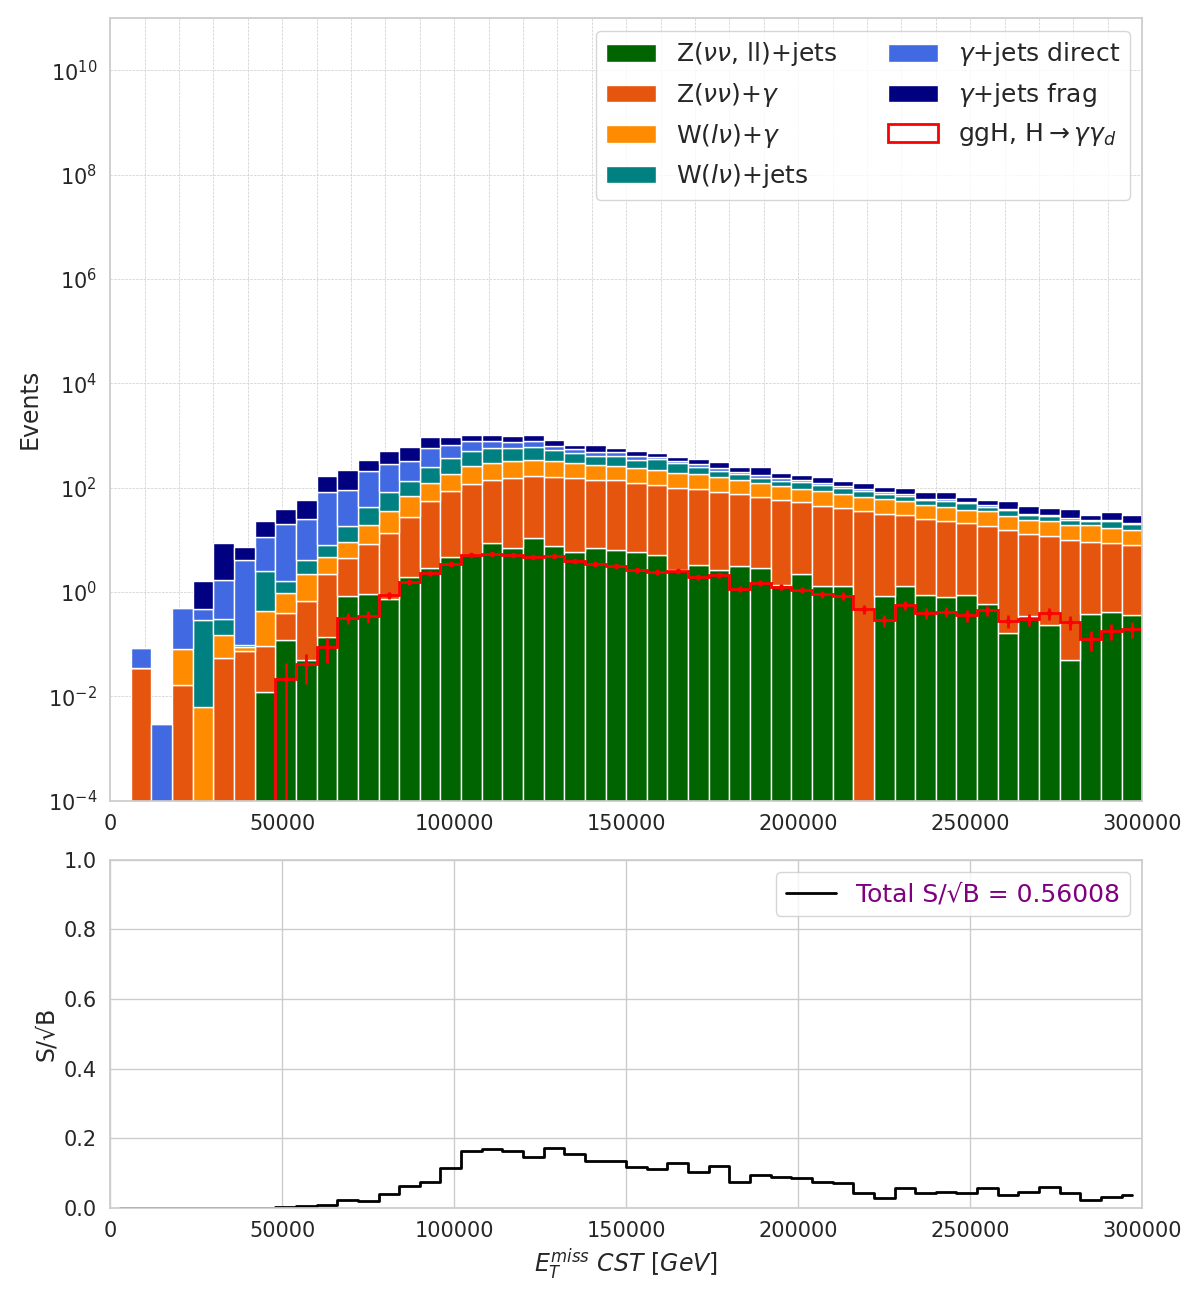 Z(νν, ll)+jets
Z(νν)+γ
W(lν)+γ
W(lν)+jets
γ+jets direct
γ+jets frag
ggH, H→γγ_d
Events
10^10
10^8
10^6
10^4
10^2
10^0
10^−2
10^−4
0 50000 100000 150000 200000 250000 300000
Total S/√B = 0.56008
S/√B
1.0
0.8
0.6
0.4
0.2
0.0
0 50000 100000 150000 200000 250000 300000
E_T^miss CST [GeV]